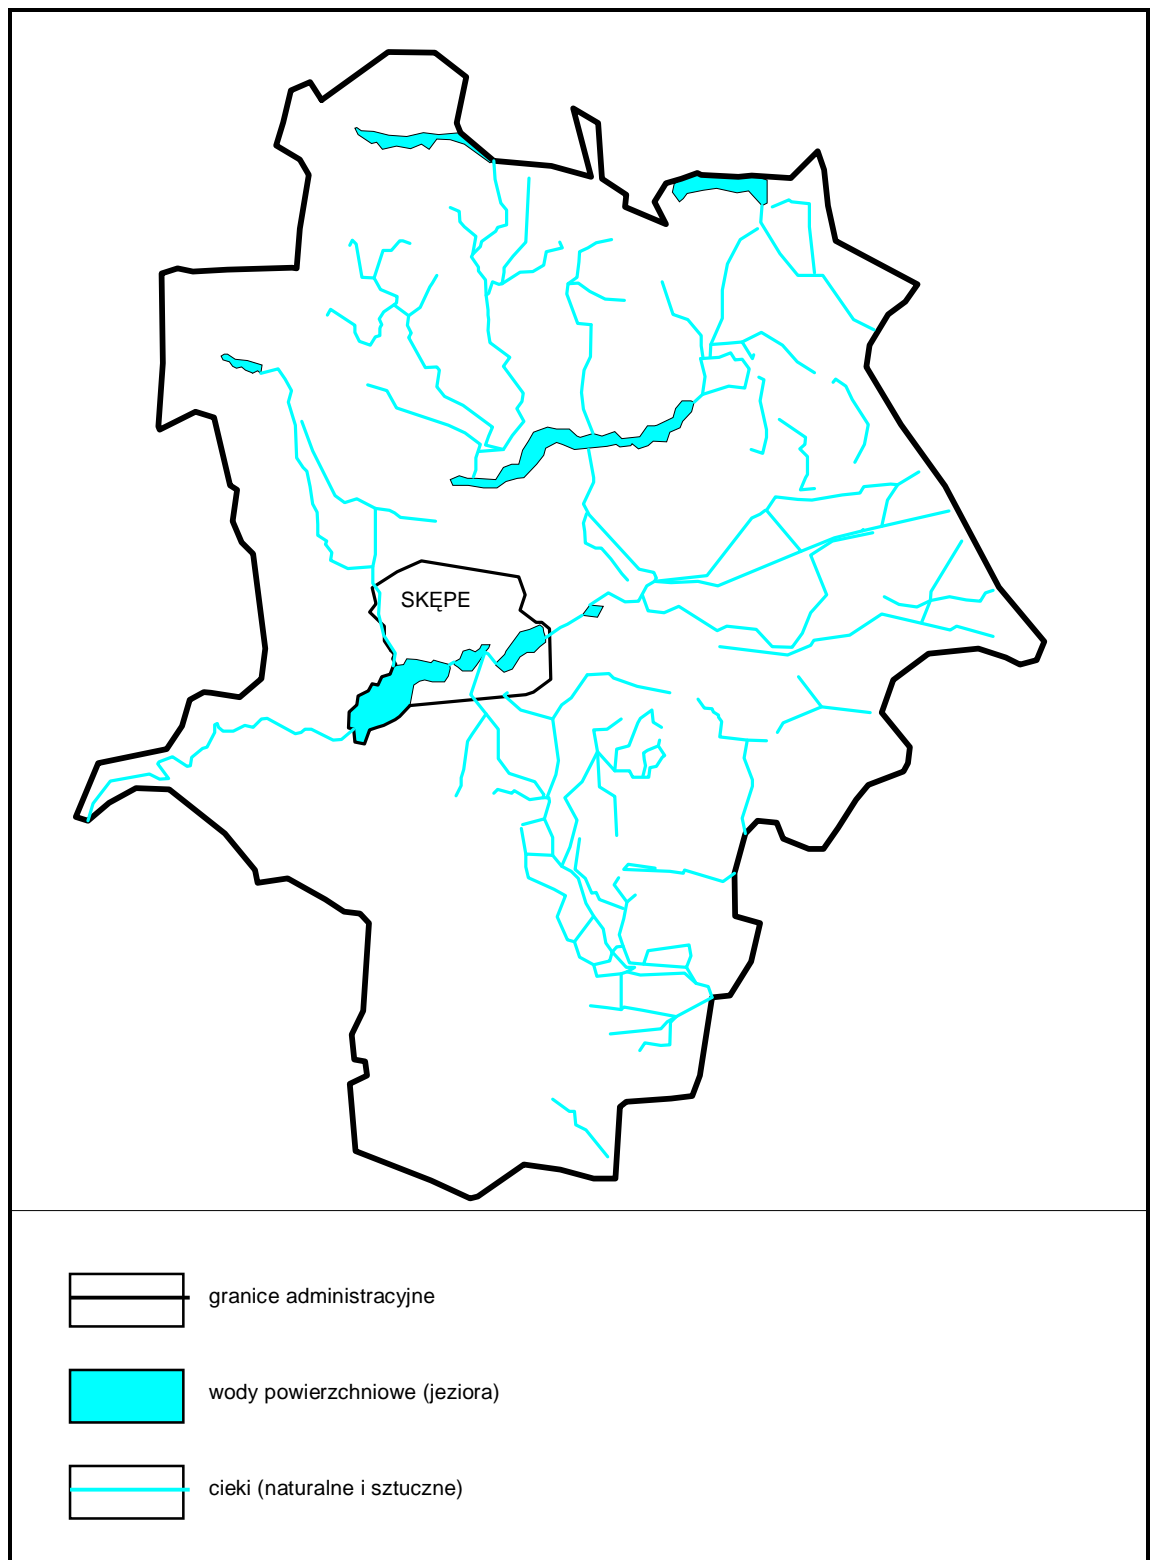 SKĘPE
granice administracyjne
wody powierzchniowe (jeziora)
cieki (naturalne i sztuczne)